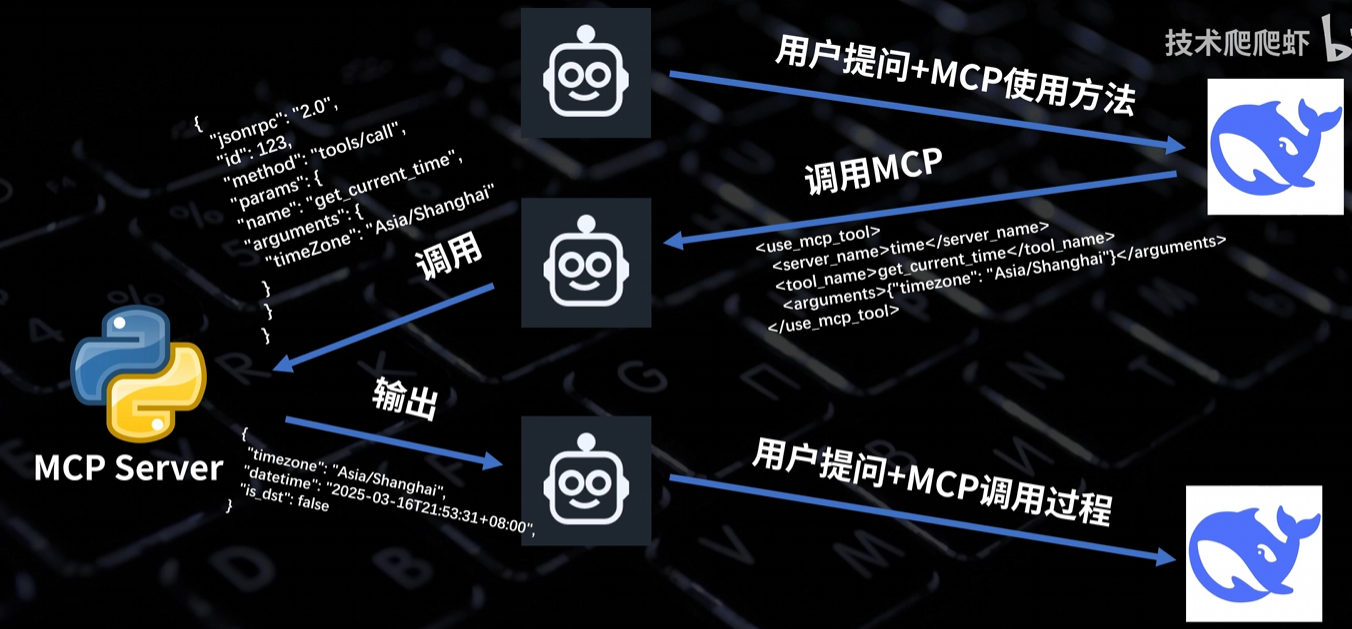 技术爬爬虾
用户提问+MCP使用方法
{
"jsonrpc": "2.0",
"id": 123,
"method": "tools/call",
"params": {
"name": "get_current_time",
"arguments": {
"timeZone": "Asia/Shanghai"
}
}
}
调用MCP
<use_mcp_tool>
<server_name>time</server_name>
<tool_name>get_current_time</tool_name>
<arguments>{"timezone": "Asia/Shanghai"}</arguments>
</use_mcp_tool>
调用
MCP Server
输出
{
"timezone": "Asia/Shanghai",
"datetime": "2025-03-16T21:53:31+08:00",
"is_dst": false
}
用户提问+MCP调用过程